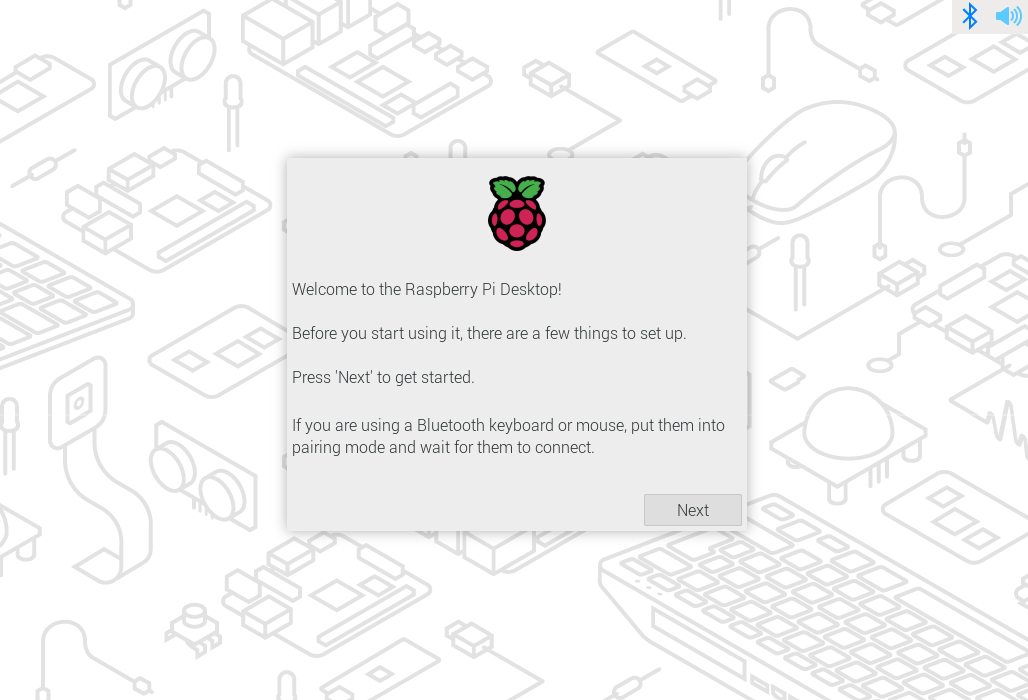 Welcome to the Raspberry Pi Desktop!
Before you start using it, there are a few things to set up.
Press 'Next' to get started.
If you are using a Bluetooth keyboard or mouse, put them into
pairing mode and wait for them to connect.
Next